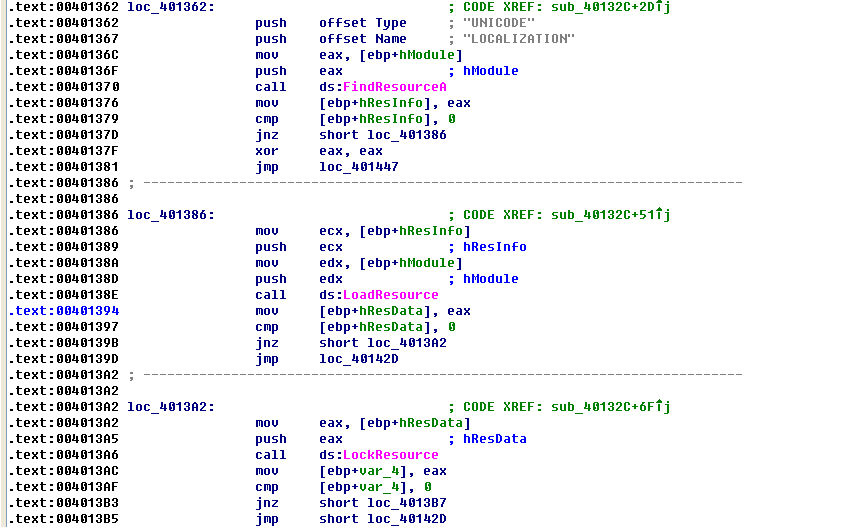 .text:00401362 loc_401362: ; CODE XREF: sub_40132C+2D↑j
.text:00401362 push offset Type ; "UNICODE"
.text:00401367 push offset Name ; "LOCALIZATION"
.text:0040136C mov eax, [ebp+hModule]
.text:0040136F push eax ; hModule
.text:00401370 call ds:FindResourceA
.text:00401376 mov [ebp+hResInfo], eax
.text:00401379 cmp [ebp+hResInfo], 0
.text:0040137D jnz short loc_401386
.text:0040137F xor eax, eax
.text:00401381 jmp loc_401447
.text:00401386 ; ---------------------------------------------------------------------------
.text:00401386
.text:00401386 loc_401386: ; CODE XREF: sub_40132C+51↑j
.text:00401386 mov ecx, [ebp+hResInfo]
.text:00401389 push ecx ; hResInfo
.text:0040138A mov edx, [ebp+hModule]
.text:0040138D push edx ; hModule
.text:0040138E call ds:LoadResource
.text:00401394 mov [ebp+hResData], eax
.text:00401397 cmp [ebp+hResData], 0
.text:0040139B jnz short loc_4013A2
.text:0040139D jmp loc_40142D
.text:004013A2 ; ---------------------------------------------------------------------------
.text:004013A2
.text:004013A2 loc_4013A2: ; CODE XREF: sub_40132C+6F↑j
.text:004013A2 mov eax, [ebp+hResData]
.text:004013A5 push eax ; hResData
.text:004013A6 call ds:LockResource
.text:004013AC mov [ebp+var_4], eax
.text:004013AF cmp [ebp+var_4], 0
.text:004013B3 jnz short loc_4013B7
.text:004013B5 jmp short loc_40142D